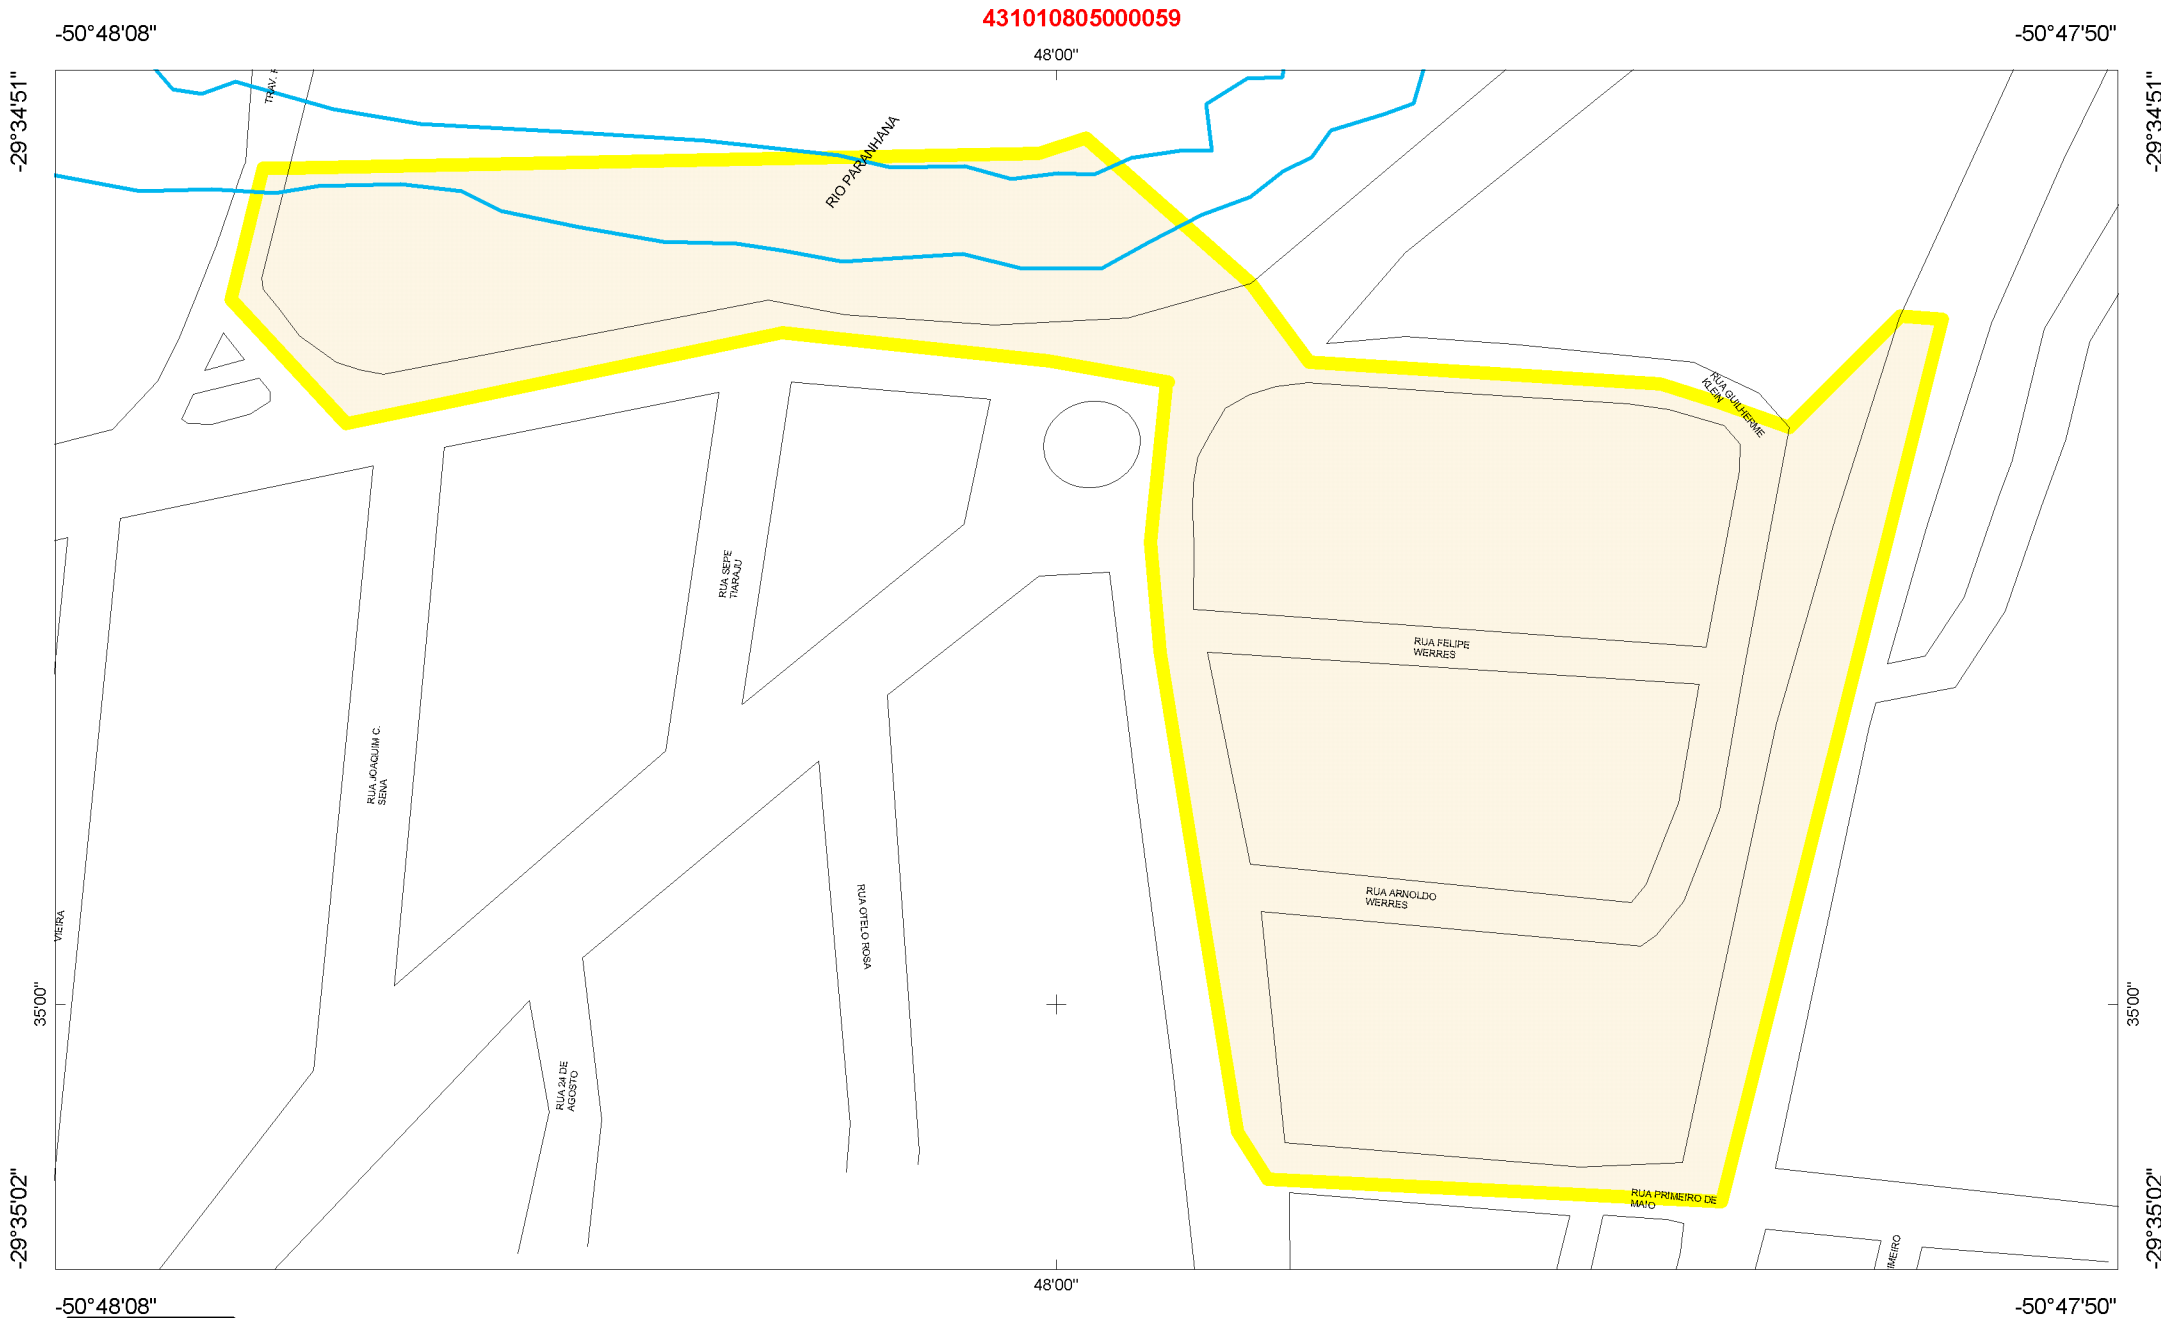 431010805000059
-50°48'08"
-50°47'50"
48'00"
-29°34'51"
-29°34'51"
TRAV.
RIO PARANHANA
RUA GUILHERME
KLEIN
RUA SEPE
TIARAJU
RUA FELIPE
WERRES
RUA JOAQUIM C.
SENA
RUA ARNOLDO
WERRES
VIEIRA
RUA OTELO ROSA
35'00"
35'00"
RUA 24 DE
AGOSTO
RUA PRIMEIRO DE
MAIO
IMEIRO
-29°35'02"
-29°35'02"
48'00"
-50°48'08"
-50°47'50"